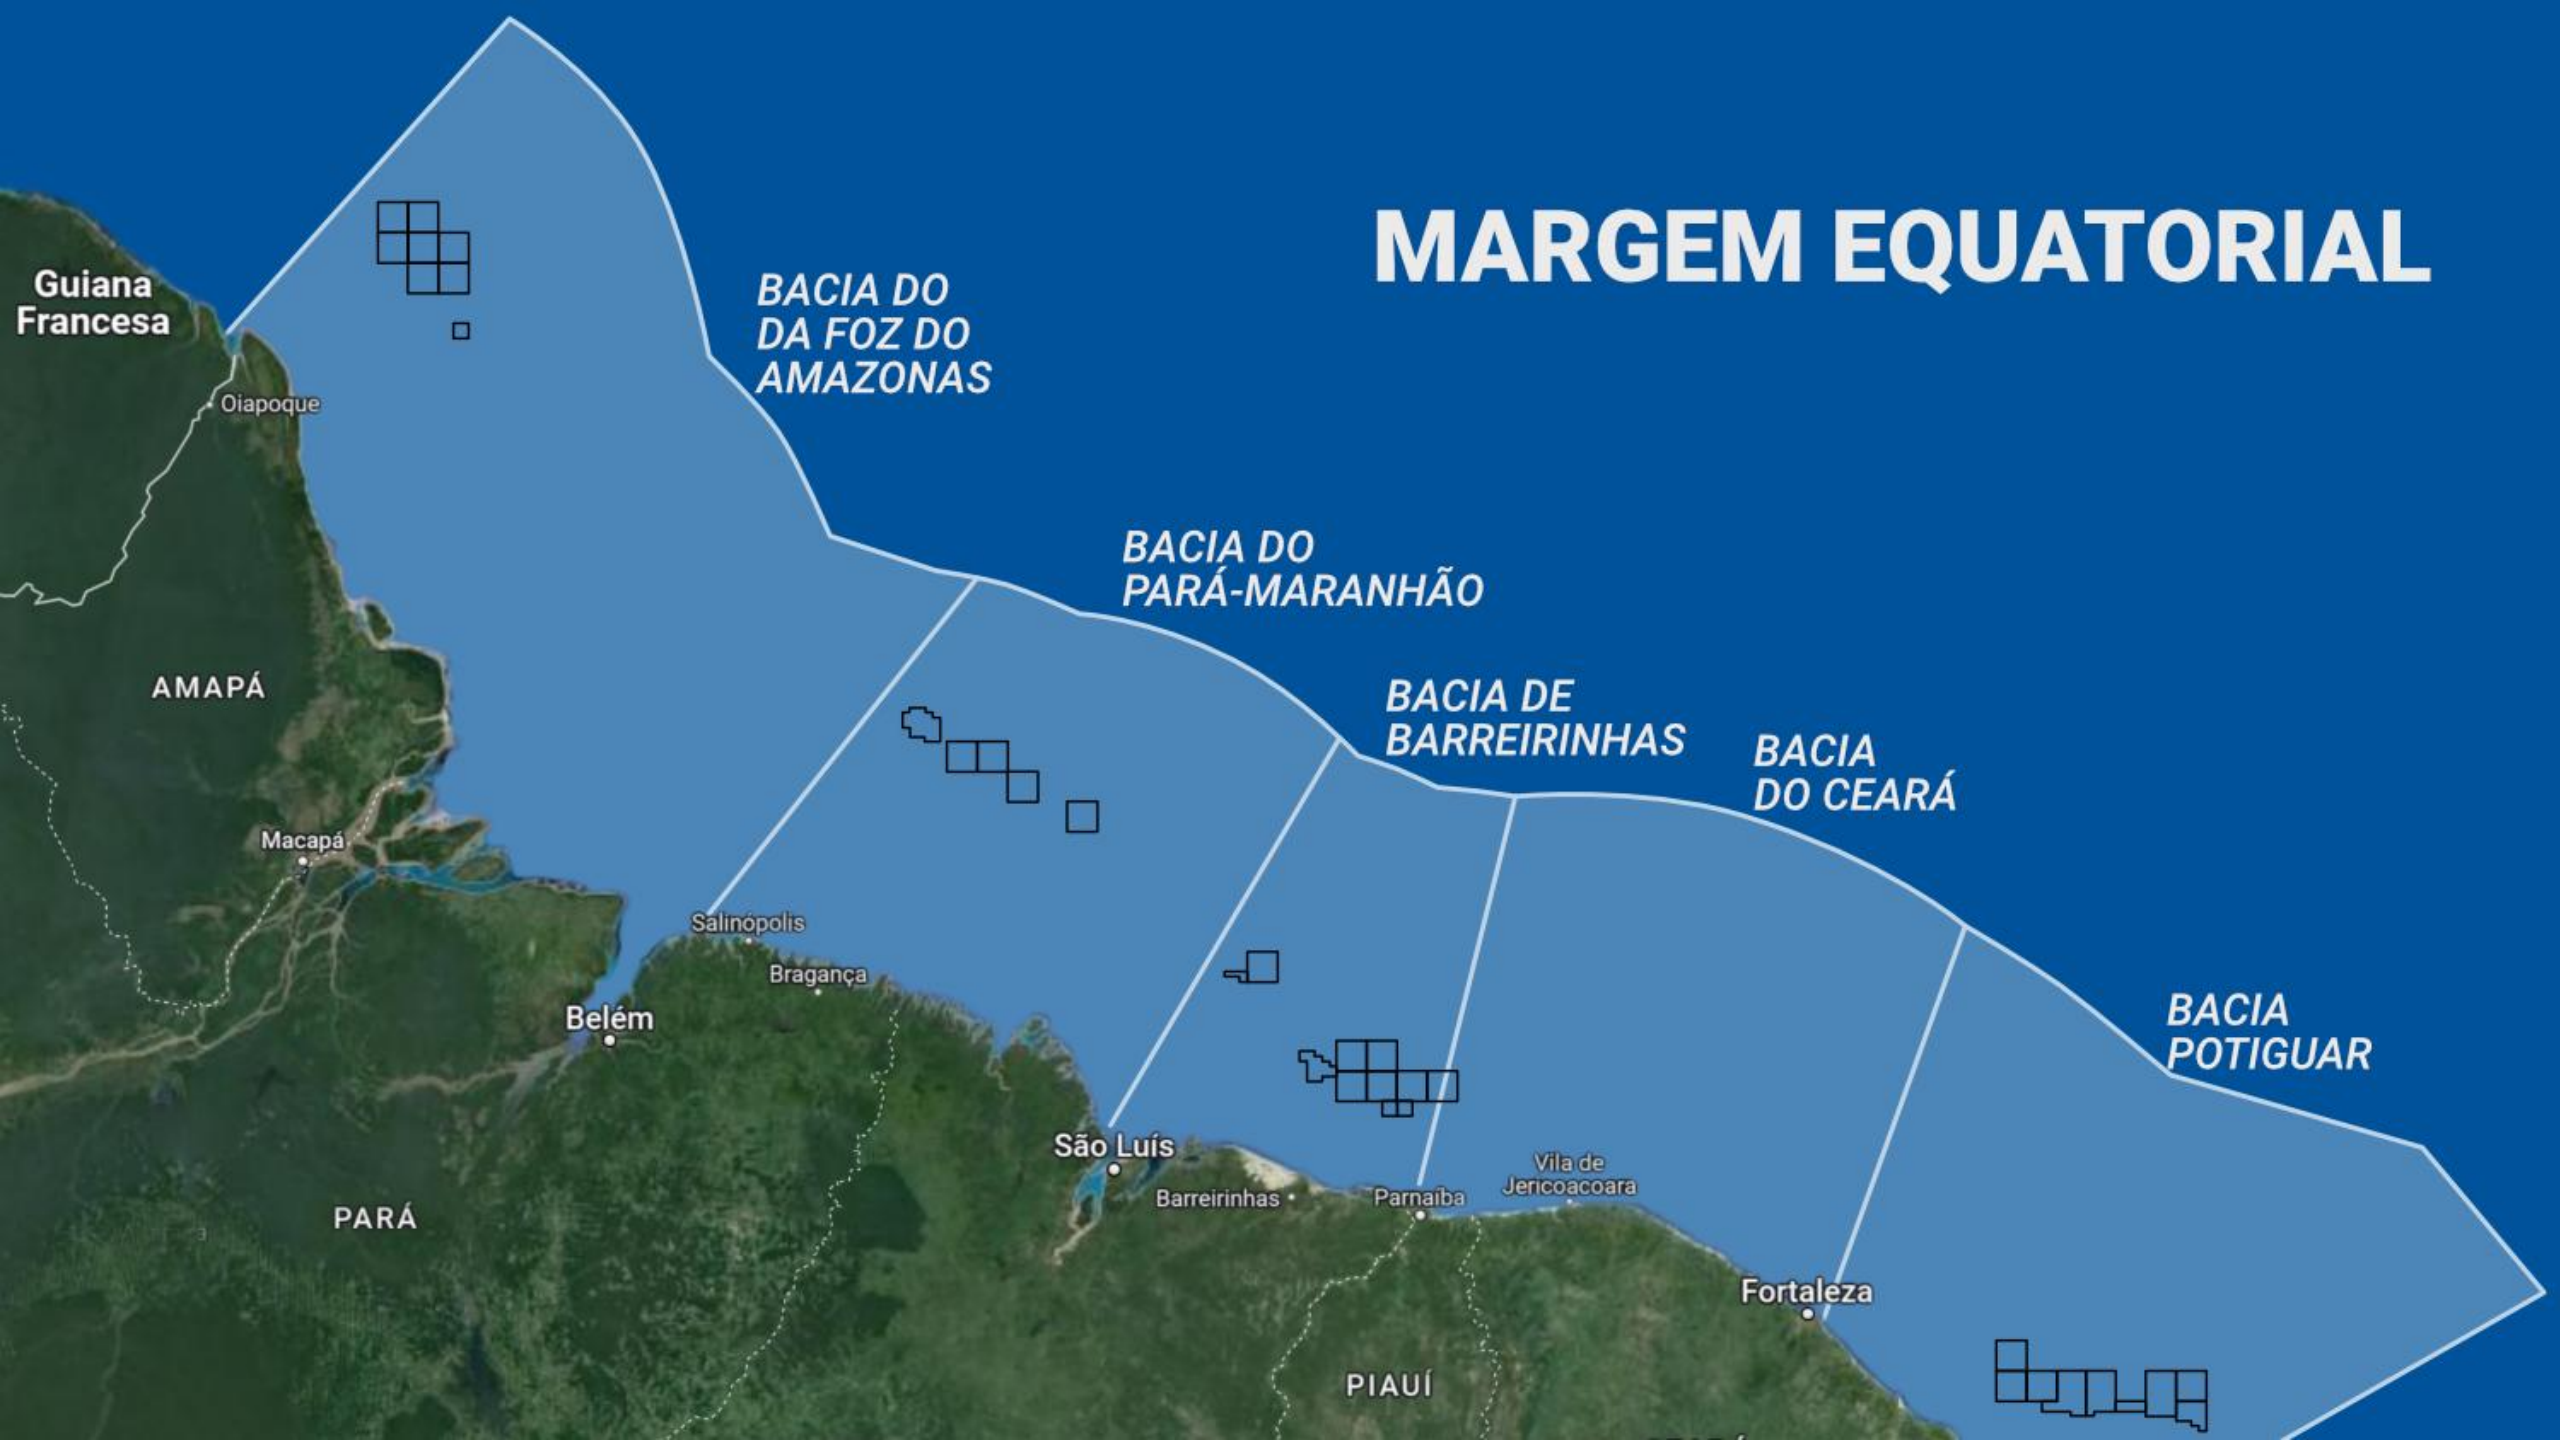 MARGEM EQUATORIAL
Guiana
Francesa
BACIA DO
DA FOZ DO
AMAZONAS
Oiapoque
BACIA DO
PARÁ-MARANHÃO
AMAPÁ
BACIA DE
BARREIRINHAS
BACIA
DO CEARÁ
Macapá
Salinópolis
Bragança
Belém
BACIA
POTIGUAR
São Luís
Barreirinhas
Parnaíba
Vila de
Jericoacoara
PARÁ
Fortaleza
PIAUÍ